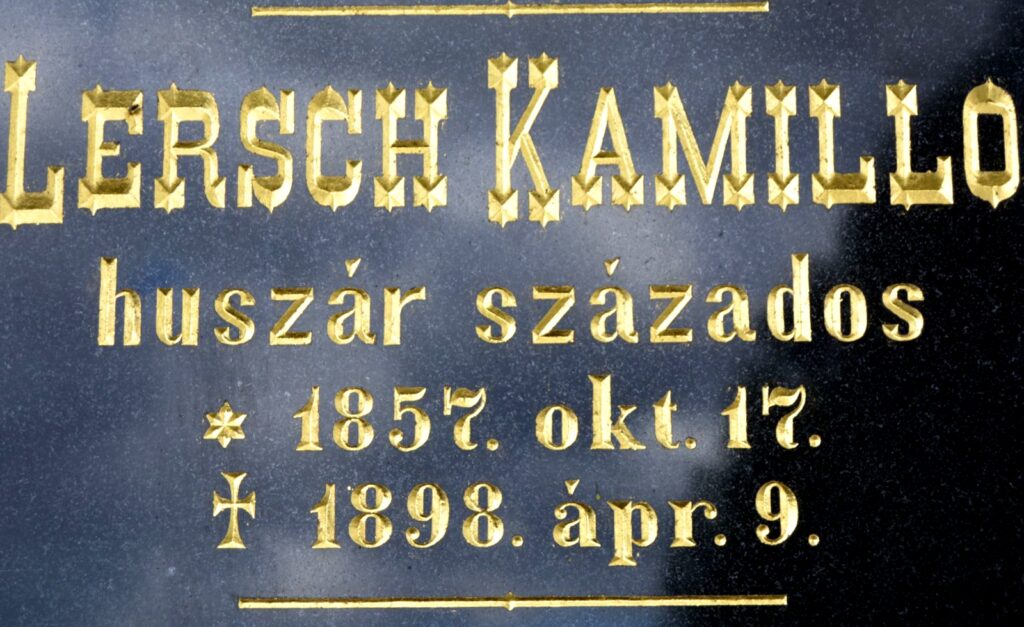 LERSCH KAMILLO
huszár százados
* 1857. okt. 17.
† 1898. ápr. 9.